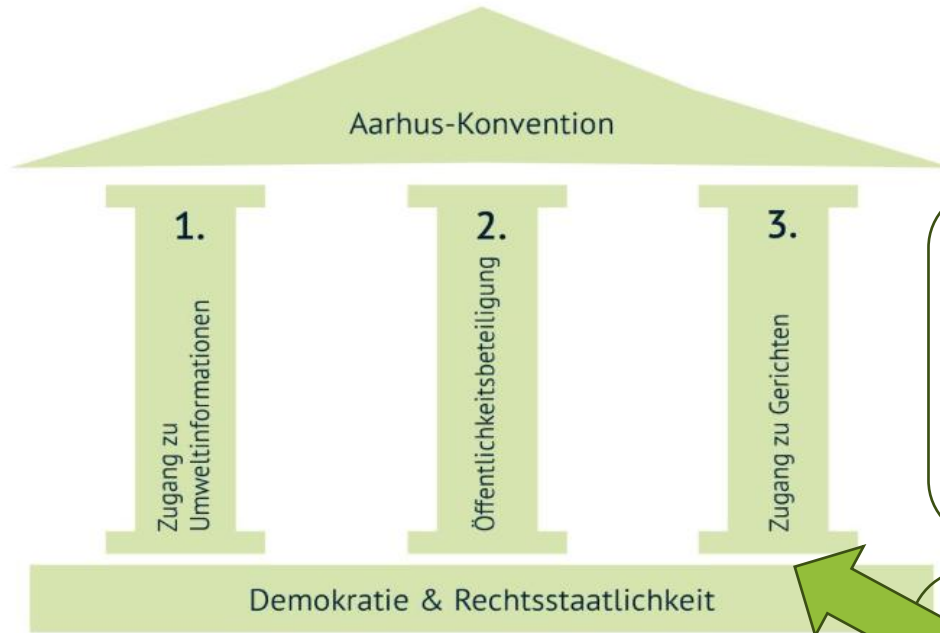 Aarhus-Konvention
1.
Zugang zu
Umweltinformationen
2.
Öffentlichkeitsbeteiligung
3.
Zugang zu Gerichten
Demokratie & Rechtsstaatlichkeit